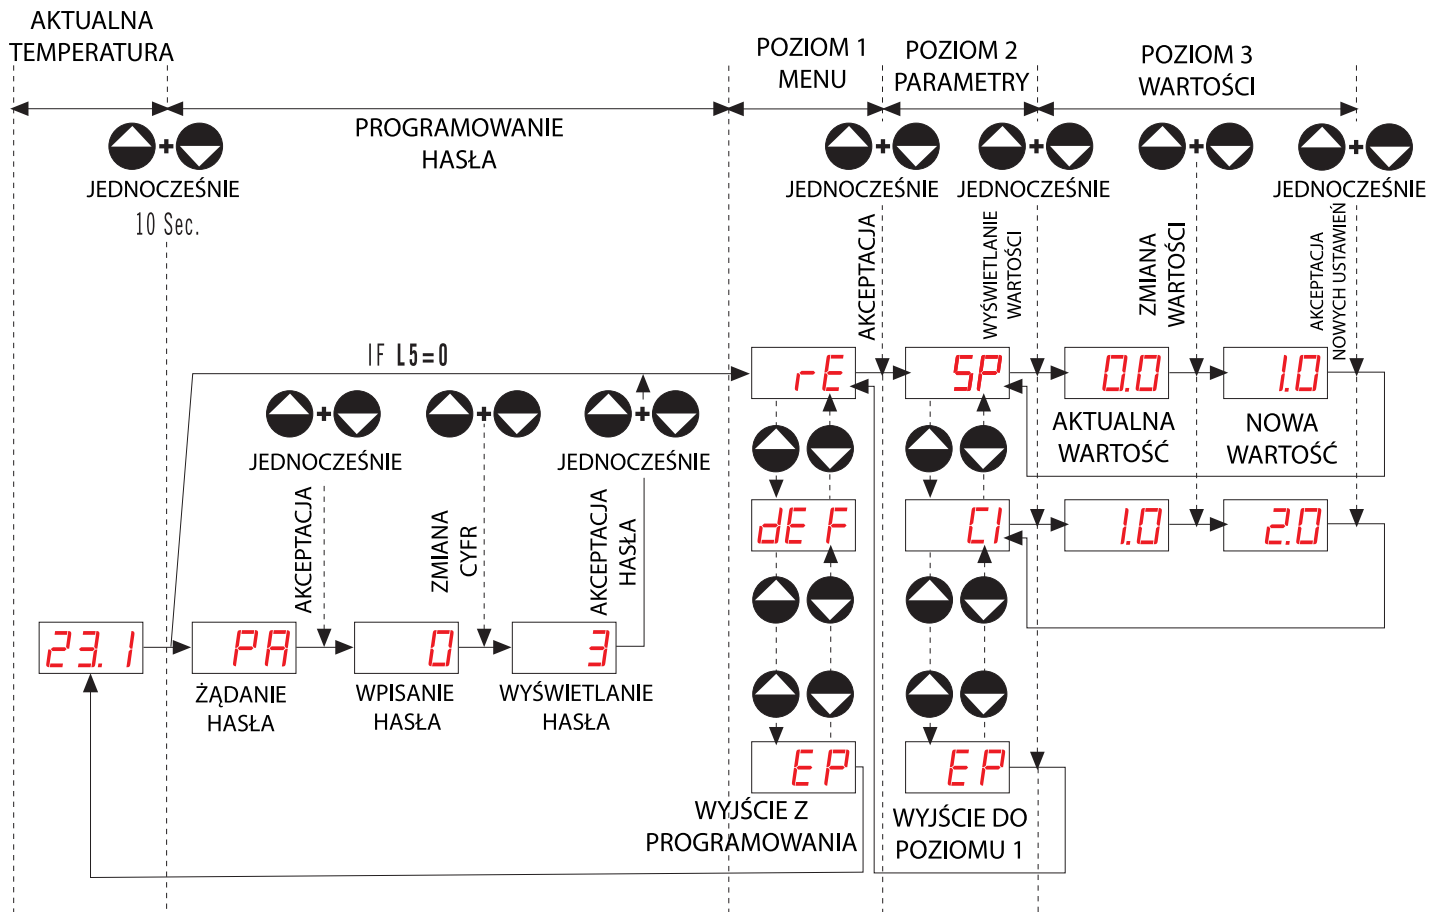 AKTUALNA
TEMPERATURA
POZIOM 1
MENU
POZIOM 2
PARAMETRY
POZIOM 3
WARTOŚCI
PROGRAMOWANIE
HASŁA
+
+
+
+
+
JEDNOCZEŚNIE
JEDNOCZEŚNIE
JEDNOCZEŚNIE
JEDNOCZEŚNIE
10 Sec.
AKCEPTACJA
WYŚWIETLANIE
WARTOŚCI
ZMIANA
WARTOŚCI
AKCEPTACJA
NOWYCH USTAWIEŃ
IF L5=0
rE
SP
0.0
1.0
+
+
+
AKTUALNA
WARTOŚĆ
NOWA
WARTOŚĆ
JEDNOCZEŚNIE
JEDNOCZEŚNIE
AKCEPTACJA
ZMIANA
CYFR
AKCEPTACJA
HASŁA
dEF
C1
1.0
2.0
23.1
PA
0
3
ŻĄDANIE
HASŁA
WPISANIE
HASŁA
WYŚWIETLANIE
HASŁA
EP
EP
WYJŚCIE Z
PROGRAMOWANIA
WYJŚCIE DO
POZIOMU 1